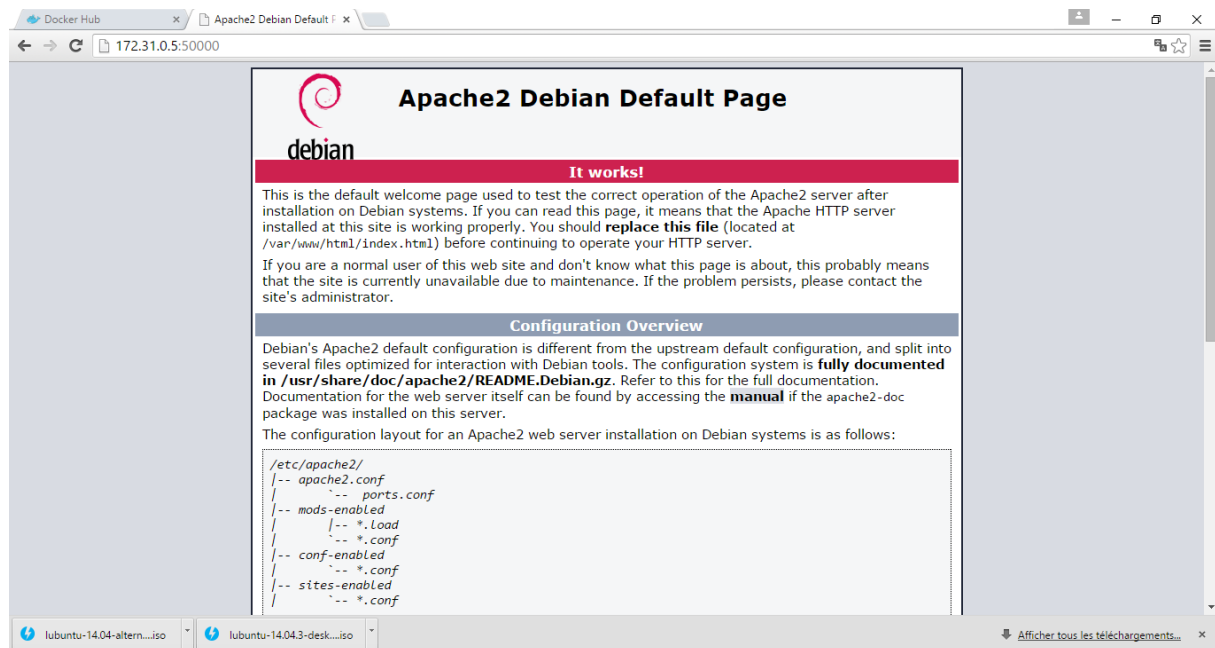 Docker Hub
Apache2 Debian Default F
172.31.0.5:50000
debian
Apache2 Debian Default Page
It works!
This is the default welcome page used to test the correct operation of the Apache2 server after
installation on Debian systems. If you can read this page, it means that the Apache HTTP server
installed at this site is working properly. You should replace this file (located at
/var/www/html/index.html) before continuing to operate your HTTP server.
If you are a normal user of this web site and don't know what this page is about, this probably means
that the site is currently unavailable due to maintenance. If the problem persists, please contact the
site's administrator.
Configuration Overview
Debian's Apache2 default configuration is different from the upstream default configuration, and split into
several files optimized for interaction with Debian tools. The configuration system is fully documented
in /usr/share/doc/apache2/README.Debian.gz. Refer to this for the full documentation.
Documentation for the web server itself can be found by accessing the manual if the apache2-doc
package was installed on this server.
The configuration layout for an Apache2 web server installation on Debian systems is as follows:
/etc/apache2/
|-- apache2.conf
|       `--  ports.conf
|-- mods-enabled
|       |-- *.load
|       `-- *.conf
|-- conf-enabled
|       `-- *.conf
|-- sites-enabled
|       `-- *.conf
lubuntu-14.04-altern....iso
lubuntu-14.04.3-desk....iso
Afficher tous les téléchargements...